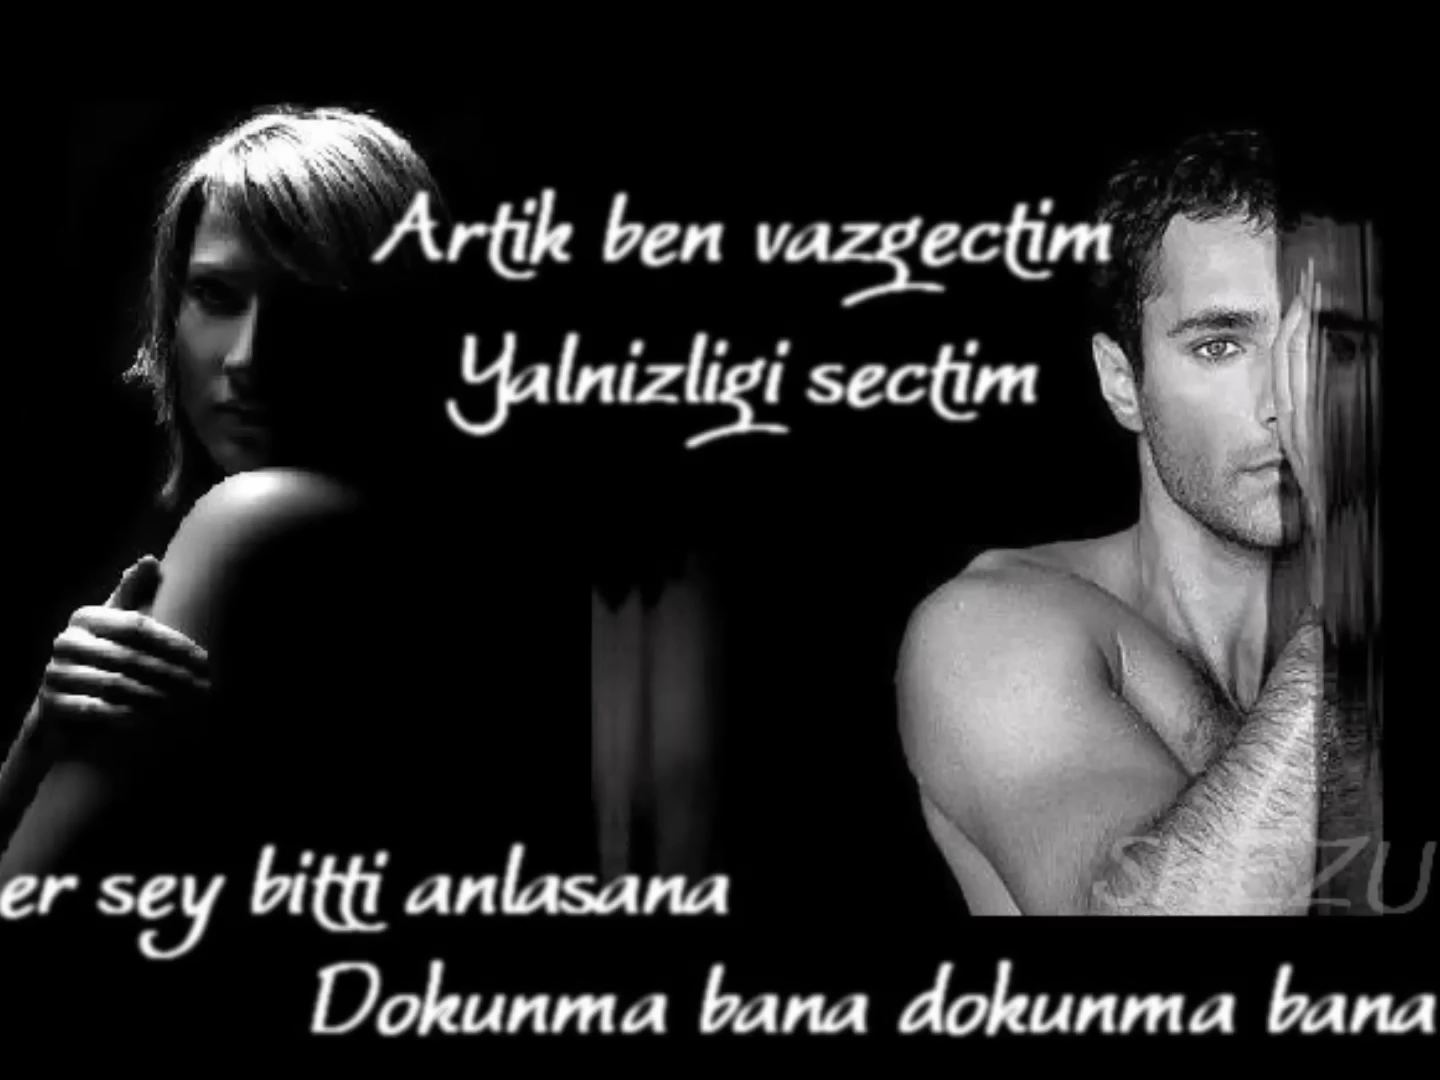 Artik ben vazgectim
Yalnizligi sectim
er sey bitti anlasana
Dokunma bana dokunma bana